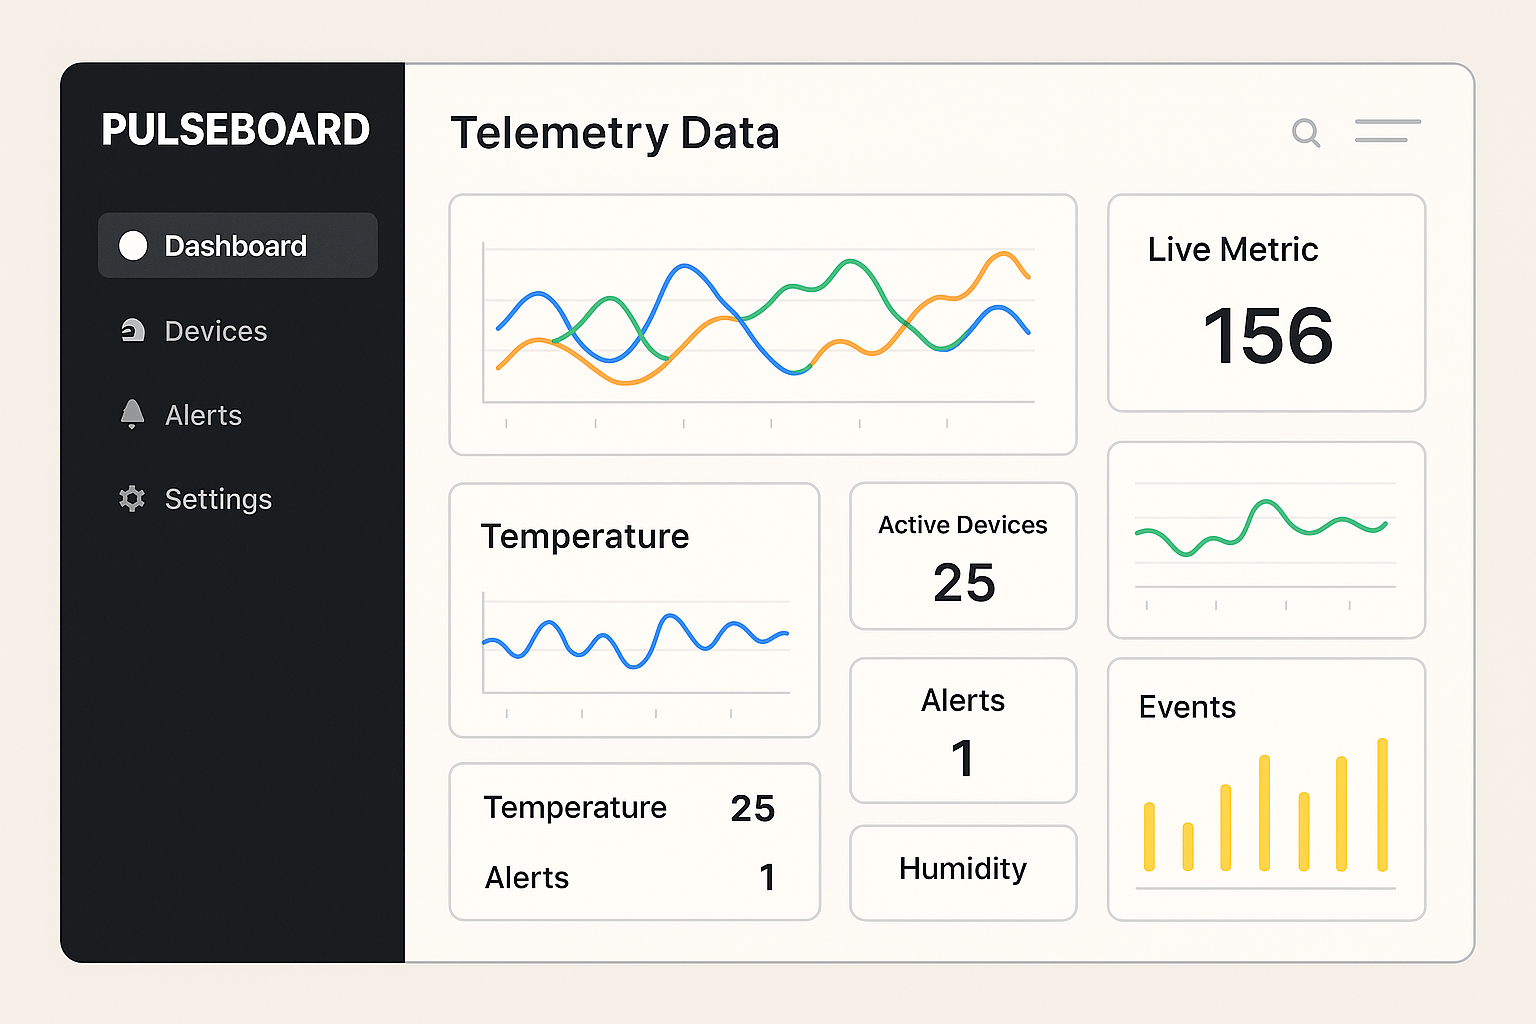 PULSEBOARD
Dashboard
Devices
Alerts
Settings
Telemetry Data
Live Metric
156
Temperature
Active Devices
25
Alerts
1
Events
Temperature 25
Alerts 1
Humidity